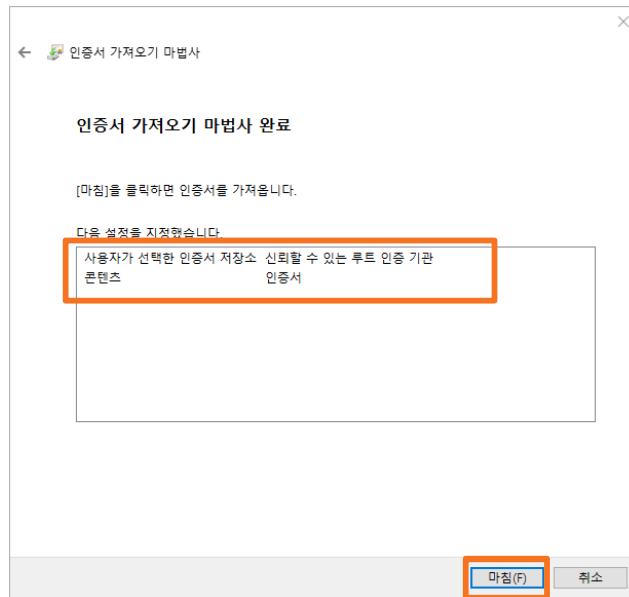 인증서 가져오기 마법사
인증서 가져오기 마법사 완료
[마침]을 클릭하면 인증서를 가져옵니다.
다음 설정을 지정했습니다.
사용자가 선택한 인증서 저장소 신뢰할 수 있는 루트 인증 기관
콘텐츠 인증서
마침(F) 취소